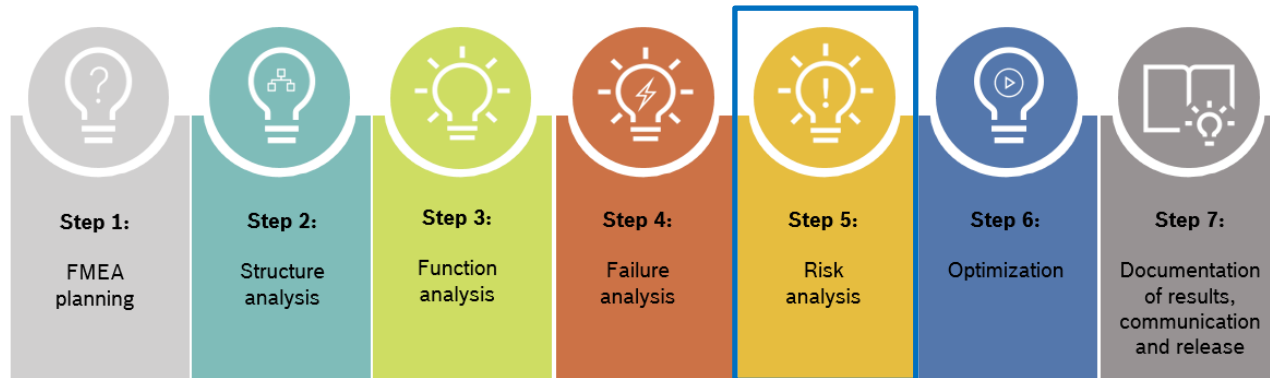 Step 1:
FMEA
planning
Step 2:
Structure
analysis
Step 3:
Function
analysis
Step 4:
Failure
analysis
Step 5:
Risk
analysis
Step 6:
Optimization
Step 7:
Documentation
of results,
communication
and release